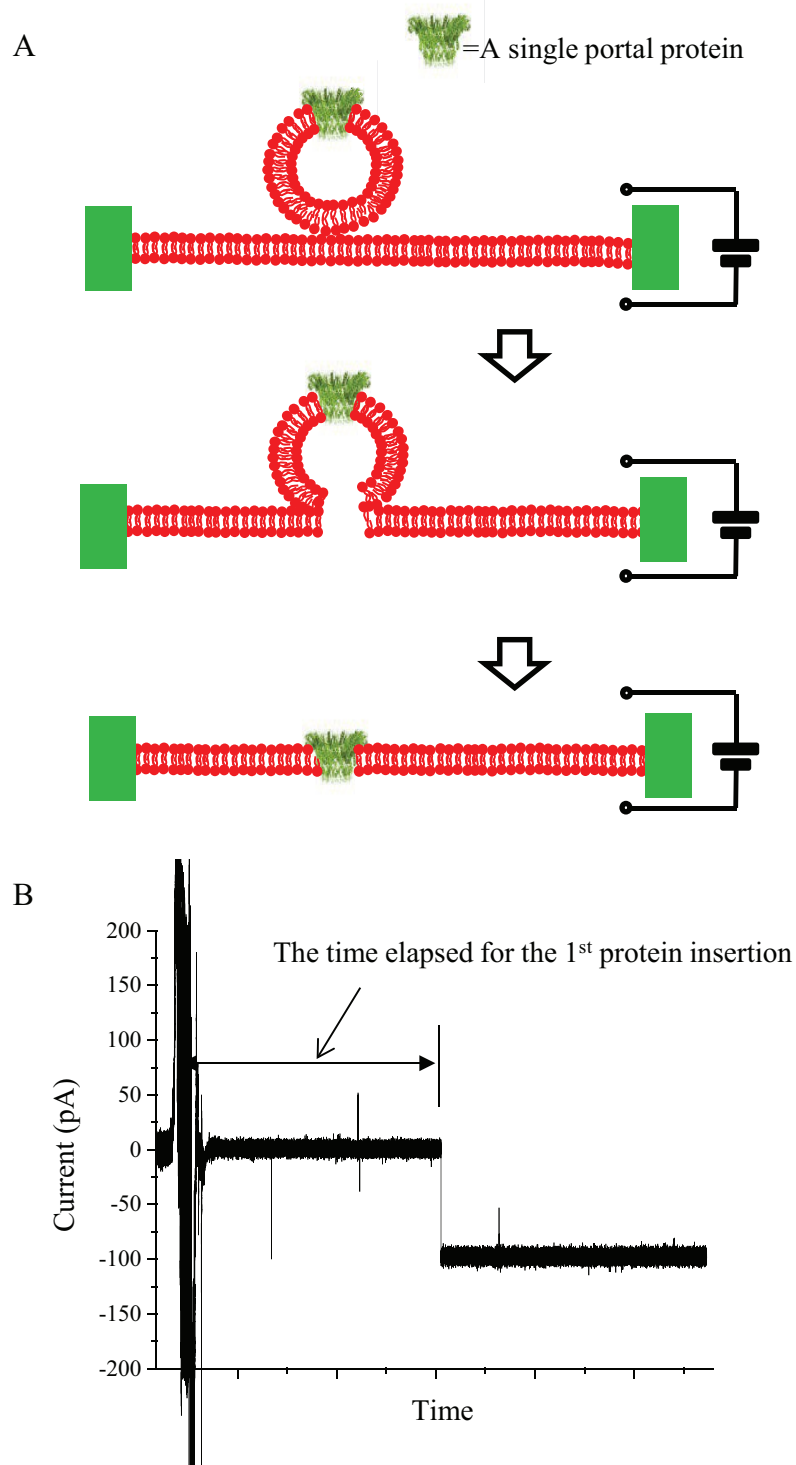 A
=A single portal protein
B
The time elapsed for the 1st protein insertion
200
150
100
50
0
-50
-100
-150
-200
Current (pA)
Time